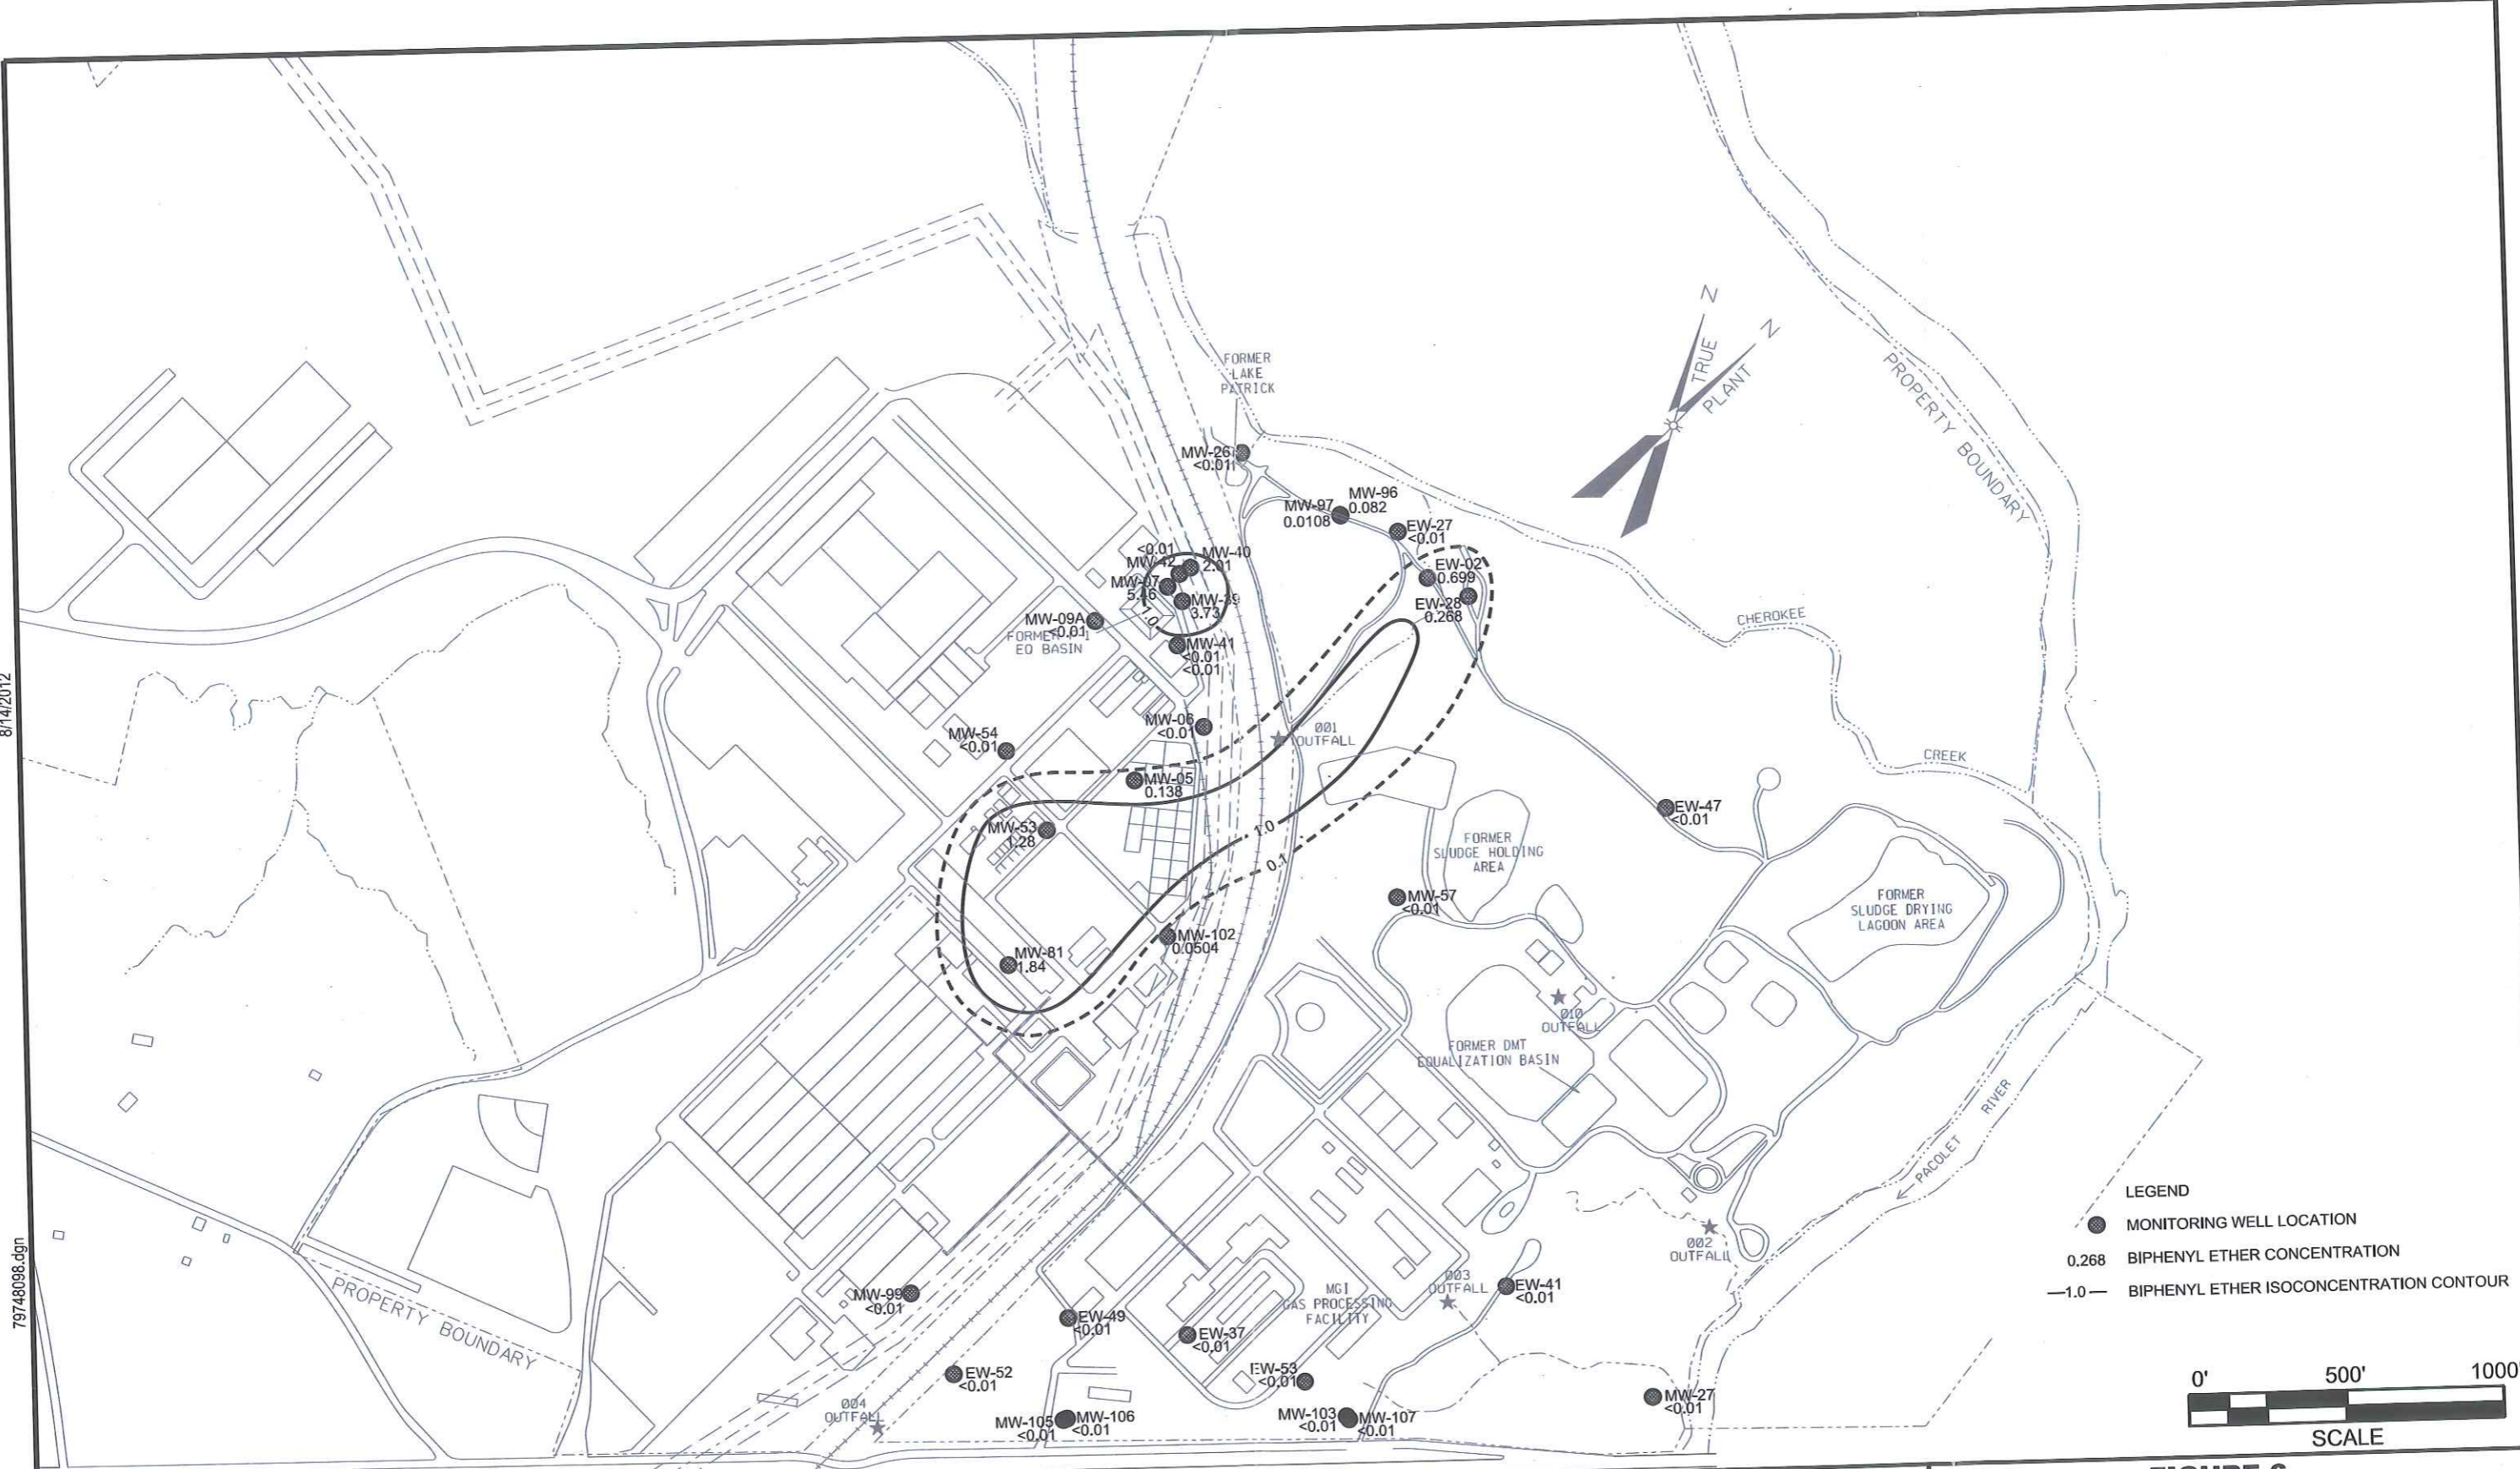 8/14/2012
79748098.dgn
FORMER
LAKE
PATRICK
MW-26
<0.01
MW-97
0.0108
MW-96
0.082
EW-27
<0.01
EW-02
0.699
EW-28
0.268
<0.01
MW-42
MW-40
2.01
MW-07
5.46
MW-39
3.73
1.0
MW-09A
<0.01
EQ BASIN
MW-41
<0.01
<0.01
MW-06
<0.01
MW-54
<0.01
MW-05
0.138
MW-53
1.28
MW-81
1.84
MW-102
0.0504
1.0
0.1
001
OUTFALL
FORMER
SLUDGE HOLDING
AREA
MW-57
<0.01
EW-47
<0.01
FORMER
SLUDGE DRYING
LAGOON AREA
CHEROKEE
CREEK
PROPERTY BOUNDARY
N
TRUE
N
PLANT
010
OUTFALL
FORMER DMT
EQUALIZATION BASIN
PACOLET
RIVER
002
OUTFALL
003
OUTFALL
EW-41
<0.01
MGI
GAS PROCESSING
FACILITY
MW-99
<0.01
EW-49
<0.01
EW-37
<0.01
EW-52
<0.01
EW-53
<0.01
MW-27
<0.01
004
OUTFALL
MW-105
<0.01
MW-106
<0.01
MW-103
<0.01
MW-107
<0.01
PROPERTY BOUNDARY
LEGEND
MONITORING WELL LOCATION
0.268 BIPHENYL ETHER CONCENTRATION
—1.0— BIPHENYL ETHER ISOCONCENTRATION CONTOUR
0' 500' 1000'
SCALE